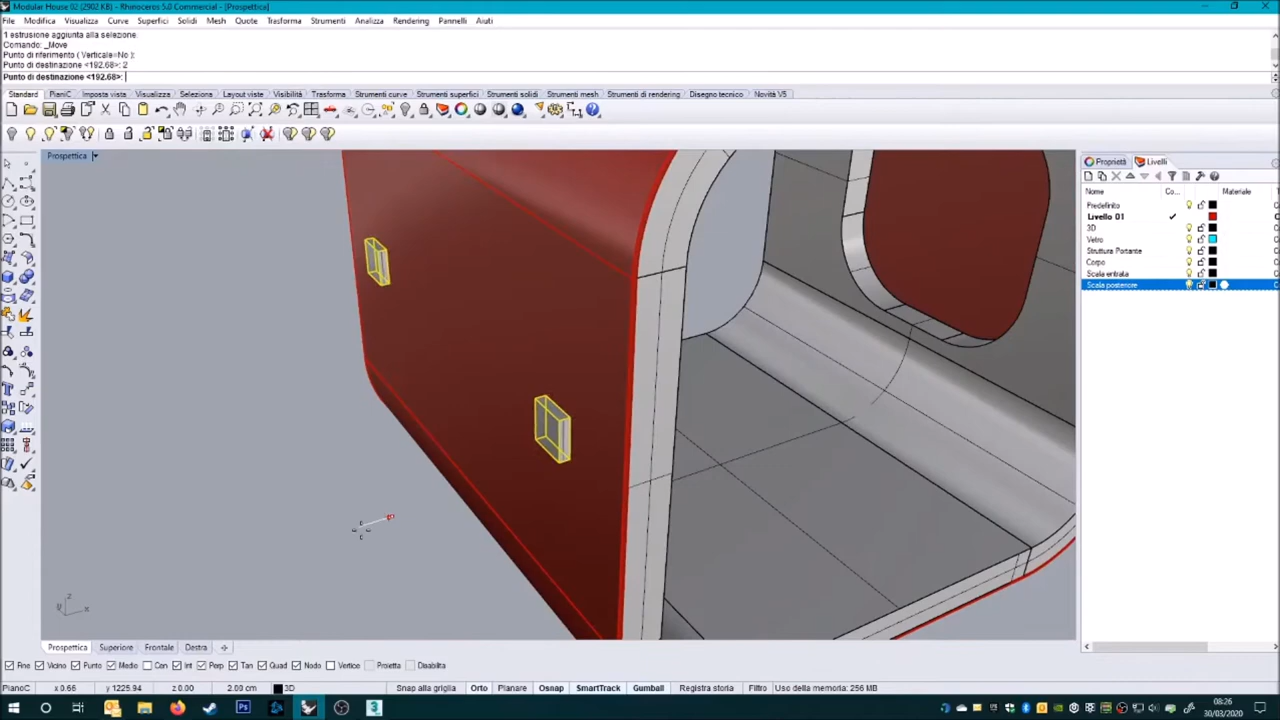 Modular House 02 (2902 KB) - Rhinoceros 5.0 Commercial - [Prospettica]
File Modifica Visualizza Curve Superfici Solidi Mesh Quote Trasforma Strumenti Analizza Rendering Pannelli Aiuti
1 estrusione aggiunta alla selezione.
Comando: _Move
Punto di riferimento ( Verticale=No ):
Punto di destinazione <192.68>: 2
Punto di destinazione <192.68>:
Standard PianiC Imposta vista Visualizza Selezione Layout viste Visibilità Trasforma Strumenti curve Strumenti superfici Strumenti solidi Strumenti mesh Strumenti di rendering Disegno tecnico Novità V5
Prospettica
Proprietà Livelli
Nome Co... Materiale
Predefinito
Livello 01
3D
Vetro
Struttura Portante
Corpo
Scala entrata
Scala posteriore
z
y x
Prospettica Superiore Frontale Destra
Fine Vicino Punto Medio Cen Int Perp Tan Quad Nodo Vertice Proietta Disabilita
PianoC x 0.66 y 1225.94 z 0.00 2.00 cm 3D Snap alla griglia Orto Planare Osnap SmartTrack Gumball Registra storia Filtro Uso della memoria: 256 MB
08:26
30/03/2020